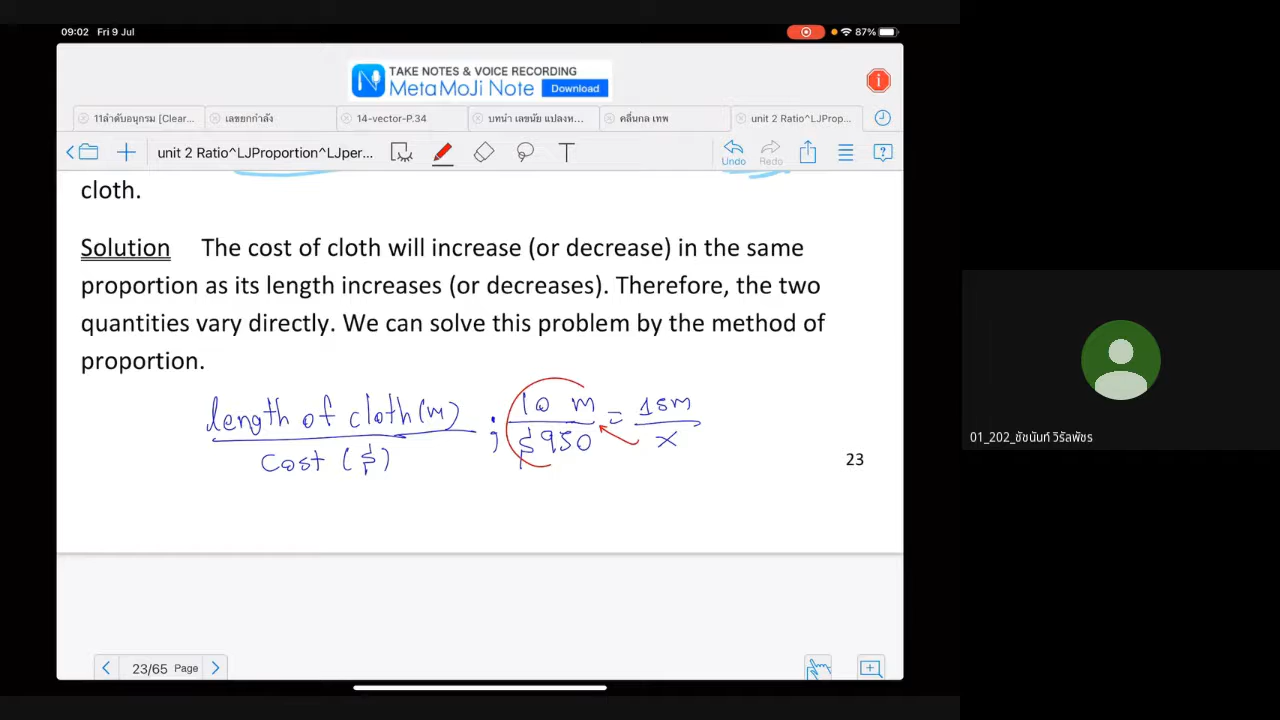 09:02 Fri 9 Jul
87%
TAKE NOTES & VOICE RECORDING
MetaMoJi Note Download
11ลำดับอนุกรม [Clear... เลขยกกำลัง 14-vector-P.34 บทนำ เลขนัย แปลงห... คลื่นกล เทพ unit 2 Ratio^LJProp...
unit 2 Ratio^LJProportion^LJper... T Undo Redo
cloth.
Solution The cost of cloth will increase (or decrease) in the same
proportion as its length increases (or decreases). Therefore, the two
quantities vary directly. We can solve this problem by the method of
proportion.
length of cloth (m) ; 10 m = 15m
cost ($) $950 x
23
23/65 Page
01_202_ชัชนันท์ วิรัลพัชร